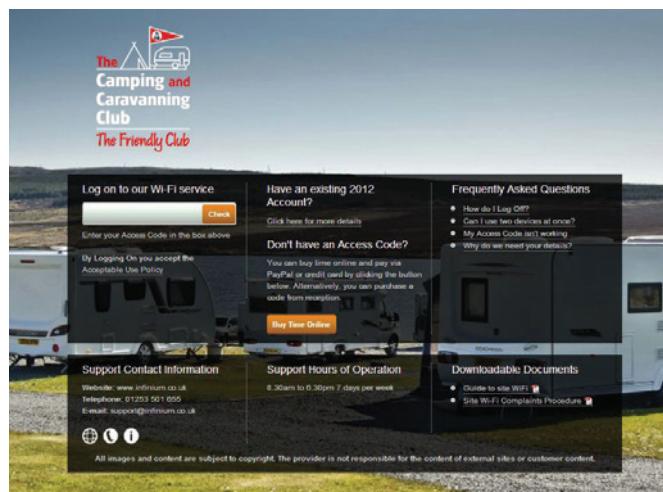 The
Camping and
Caravanning
Club
The Friendly Club
Log on to our Wi-Fi service
Check
Enter your Access Code in the box above
By Logging On you accept the
Acceptable Use Policy
Have an existing 2012
Account?
Click here for more details
Don't have an Access Code?
You can buy time online and pay via
PayPal or credit card by clicking the button
below. Alternatively, you can purchase a
code from reception.
Buy Time Online
Frequently Asked Questions
How do I Log Off?
Can I use two devices at once?
My Access Code isn't working
Why do we need your details?
Support Contact Information
Website: www.infinium.co.uk
Telephone: 01253 501 655
E-mail: support@infinium.co.uk
Support Hours of Operation
8.30am to 6.30pm 7 days per week
Downloadable Documents
Guide to site WiFi
Site Wi-Fi Complaints Procedure
All images and content are subject to copyright. The provider is not responsible for the content of external sites or customer content.